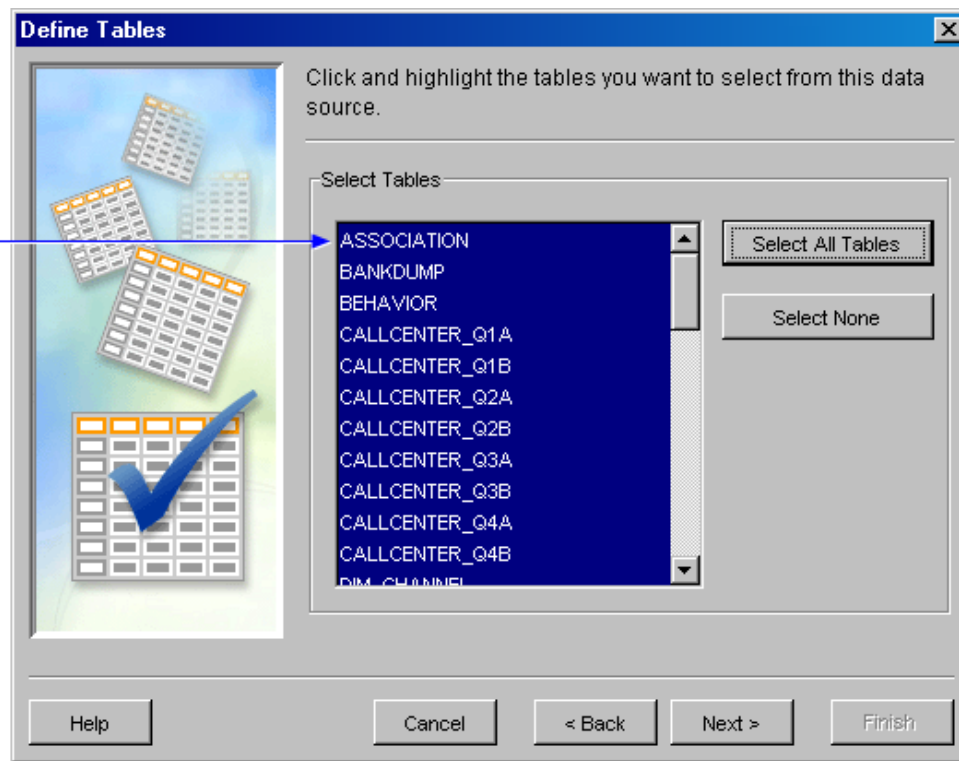 Define Tables
Click and highlight the tables you want to select from this data
source.
Select Tables
ASSOCIATION
BANKDUMP
BEHAVIOR
CALLCENTER_Q1A
CALLCENTER_Q1B
CALLCENTER_Q2A
CALLCENTER_Q2B
CALLCENTER_Q3A
CALLCENTER_Q3B
CALLCENTER_Q4A
CALLCENTER_Q4B
DIM_CHANNEL
Select All Tables
Select None
Help
Cancel
< Back
Next >
Finish